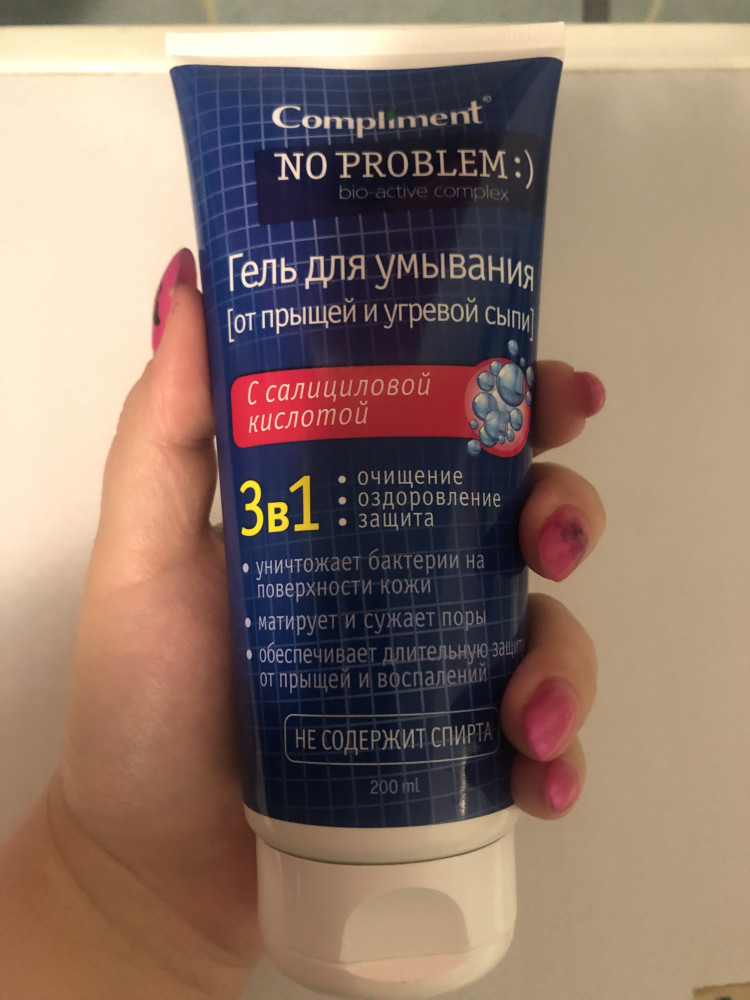 Compliment®
NO PROBLEM:)
bio-active complex
Гель для умывания
[от прыщей и угревой сыпи]
С салициловой
кислотой
3в1
• очищение
• оздоровление
• защита
• уничтожает бактерии на
поверхности кожи
• матирует и сужает поры
• обеспечивает длительную защиту
от прыщей и воспалений
НЕ СОДЕРЖИТ СПИРТА
200 ml